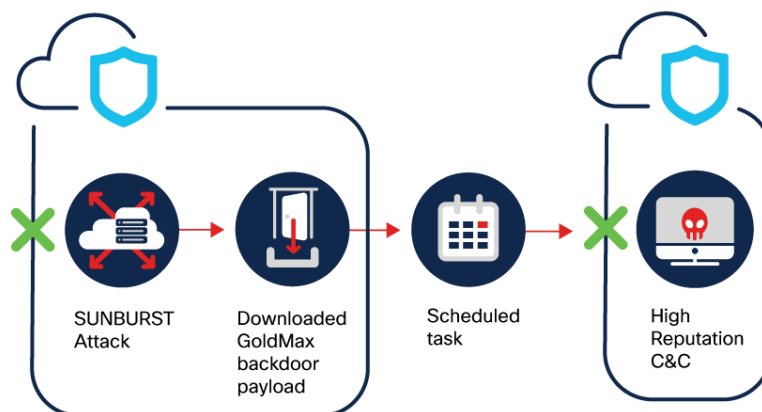 SUNBURST
Attack
Downloaded
GoldMax
backdoor
payload
Scheduled
task
High
Reputation
C&C